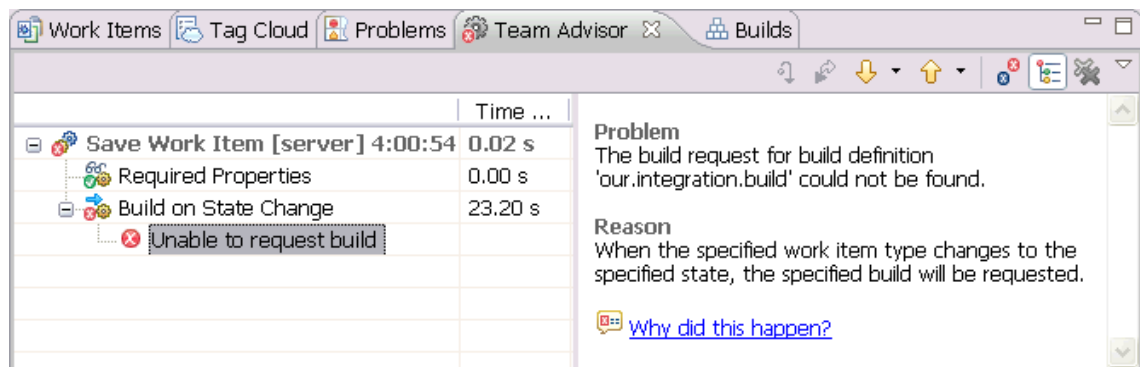 Work Items Tag Cloud Problems Team Advisor Builds
Time ...
Save Work Item [server] 4:00:54 0.02 s
Required Properties 0.00 s
Build on State Change 23.20 s
Unable to request build
Problem
The build request for build definition
'our.integration.build' could not be found.
Reason
When the specified work item type changes to the
specified state, the specified build will be requested.
Why did this happen?